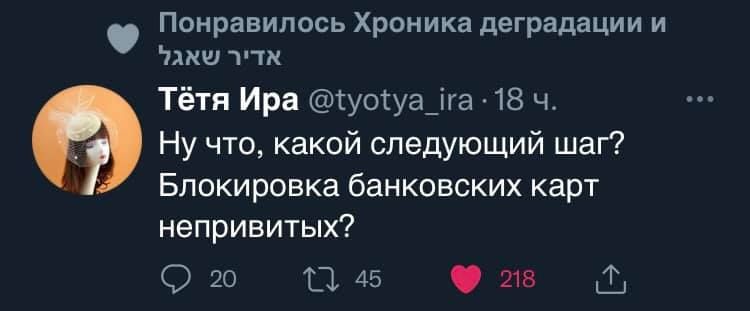 Понравилось Хроника деградации и
אדיר שאגל
Тётя Ира @tyotya_ira · 18 ч.
Ну что, какой следующий шаг?
Блокировка банковских карт
непривитых?
20 45 218